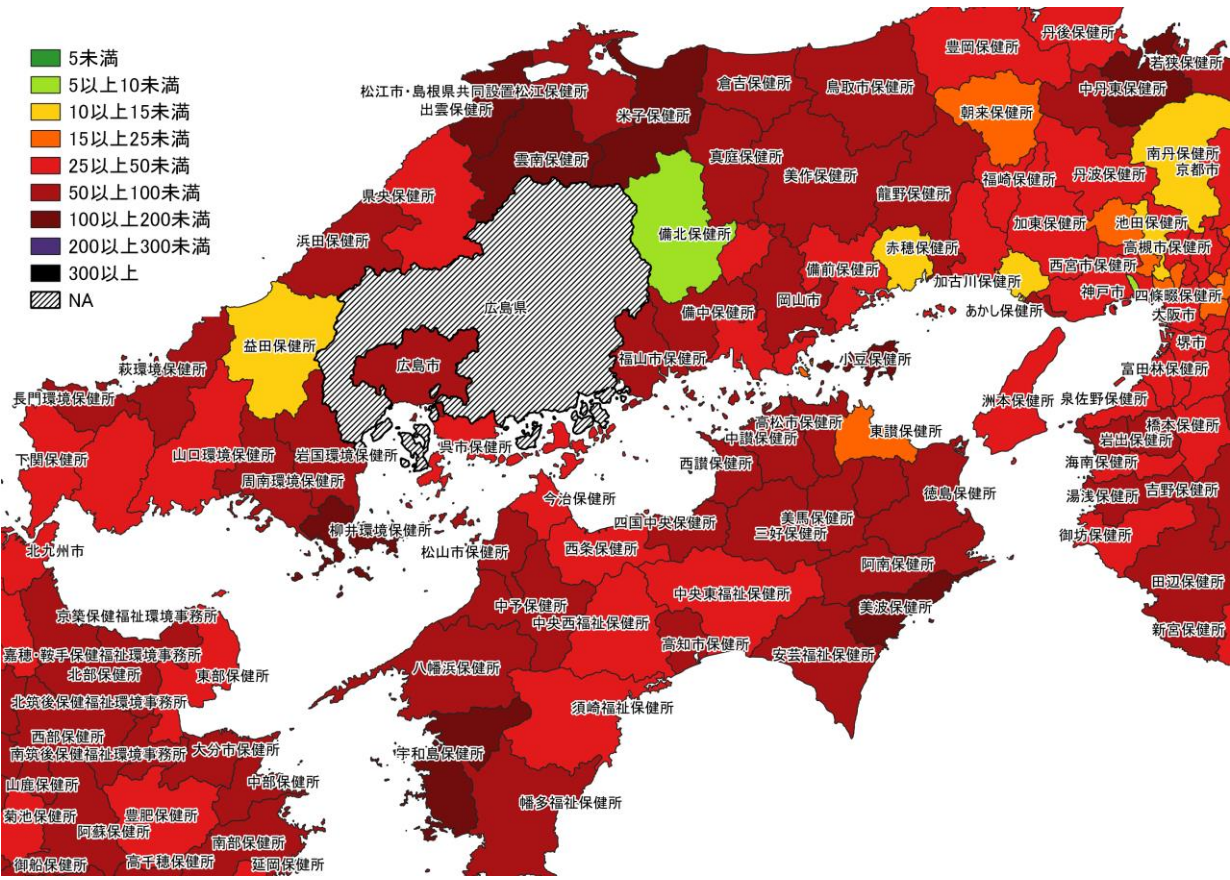 5未満
5以上10未満
10以上15未満
15以上25未満
25以上50未満
50以上100未満
100以上200未満
200以上300未満
300以上
NA
丹後保健所
豊岡保健所
若狭保健所
倉吉保健所
鳥取市保健所
松江市・島根県共同設置松江保健所
中丹東保健所
出雲保健所
米子保健所
朝来保健所
雲南保健所
真庭保健所
南丹保健所
京都市
美作保健所
龍野保健所
福崎保健所
丹波保健所
県央保健所
浜田保健所
備北保健所
赤穂保健所
加東保健所
池田保健所
高槻市保健所
備前保健所
西宮市保健所
加古川保健所
神戸市
四條畷保健所
岡山市
広島県
備中保健所
あかし保健所
大阪市
益田保健所
堺市
萩環境保健所
広島市
福山市保健所
小豆保健所
富田林保健所
長門環境保健所
洲本保健所
泉佐野保健所
高松市保健所
東讃保健所
橋本保健所
中讃保健所
岩出保健所
呉市保健所
山口環境保健所
岩国環境保健所
下関保健所
西讃保健所
海南保健所
周南環境保健所
今治保健所
徳島保健所
湯浅保健所
吉野保健所
四国中央保健所
美馬保健所
柳井環境保健所
三好保健所
御坊保健所
北九州市
松山市保健所
西条保健所
阿南保健所
田辺保健所
中央東福祉保健所
中予保健所
美波保健所
京築保健福祉環境事務所
中央西福祉保健所
新宮保健所
高知市保健所
安芸福祉保健所
嘉穂・鞍手保健福祉環境事務所
北部保健所
東部保健所
八幡浜保健所
北筑後保健福祉環境事務所
須崎福祉保健所
西部保健所
南筑後保健福祉環境事務所
大分市保健所
宇和島保健所
山鹿保健所
中部保健所
幡多福祉保健所
菊池保健所
豊肥保健所
阿蘇保健所
南部保健所
御船保健所
高千穂保健所
延岡保健所